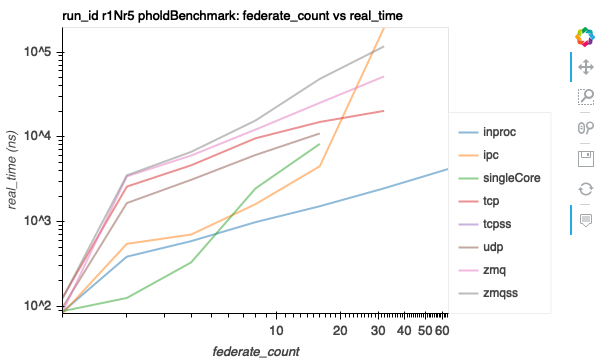 run_id r1Nr5 pholdBenchmark: federate_count vs real_time
real_time (ns)
10^5
10^4
10^3
10^2
10
20
30
40
50
60
federate_count
inproc
ipc
singleCore
tcp
tcpss
udp
zmq
zmqss